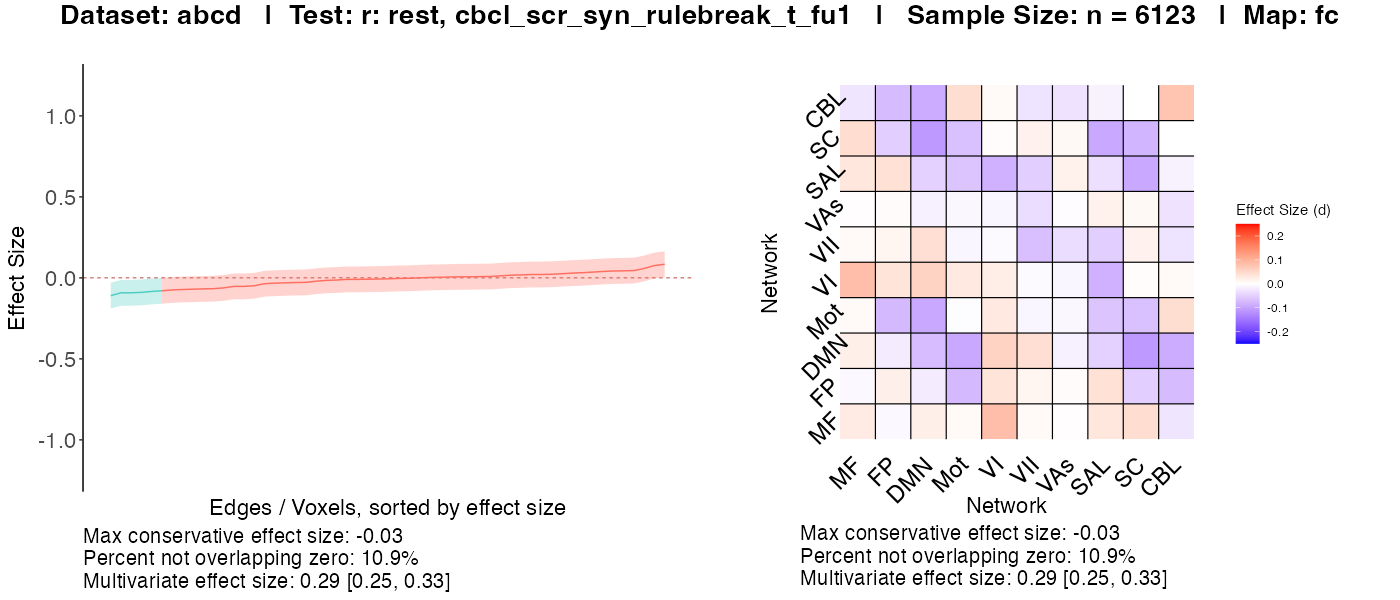 Dataset: abcd | Test: r: rest, cbcl_scr_syn_rulebreak_t_fu1 | Sample Size: n = 6123 | Map: fc
Effect Size
1.0
0.5
0.0
-0.5
-1.0
Edges / Voxels, sorted by effect size
Max conservative effect size: -0.03
Percent not overlapping zero: 10.9%
Multivariate effect size: 0.29 [0.25, 0.33]
Network
CBL
SC
SAL
VAs
VII
VI
Mot
DMN
FP
MF
MF
FP
DMN
Mot
VI
VII
VAs
SAL
SC
CBL
Network
Max conservative effect size: -0.03
Percent not overlapping zero: 10.9%
Multivariate effect size: 0.29 [0.25, 0.33]
Effect Size (d)
0.2
0.1
0.0
-0.1
-0.2